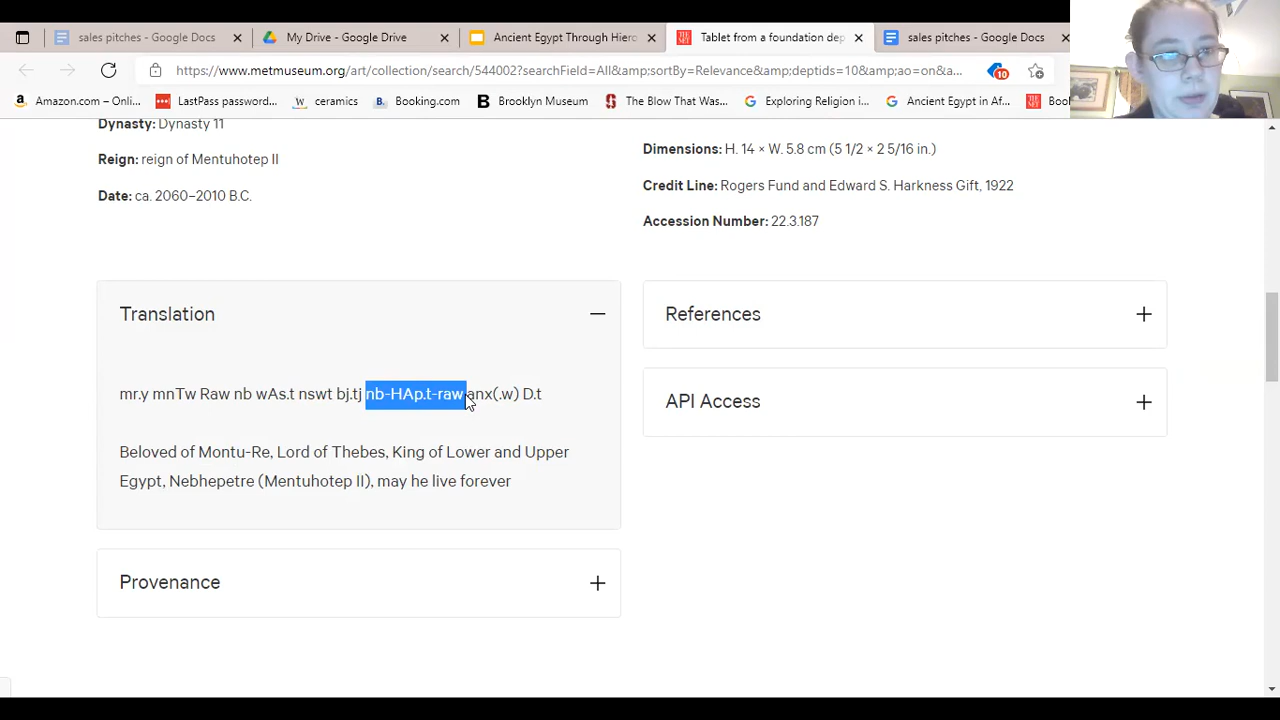 sales pitches - Google Docs
My Drive - Google Drive
Ancient Egypt Through Hiero
Tablet from a foundation dep
sales pitches - Google Docs
https://www.metmuseum.org/art/collection/search/544002?searchField=All&amp;sortBy=Relevance&amp;deptids=10&amp;ao=on&a...
10
Amazon.com – Onli...
LastPass password...
ceramics
Booking.com
Brooklyn Museum
The Blow That Was...
Exploring Religion i...
Ancient Egypt in Af...
Bool
Dynasty: Dynasty 11
Reign: reign of Mentuhotep II
Date: ca. 2060–2010 B.C.
Dimensions: H. 14 × W. 5.8 cm (5 1/2 × 2 5/16 in.)
Credit Line: Rogers Fund and Edward S. Harkness Gift, 1922
Accession Number: 22.3.187
Translation
mr.y mnTw Raw nb wAs.t nswt bj.tj nb-HAp.t-raw anx(.w) D.t
Beloved of Montu-Re, Lord of Thebes, King of Lower and Upper
Egypt, Nebhepetre (Mentuhotep II), may he live forever
References
API Access
Provenance